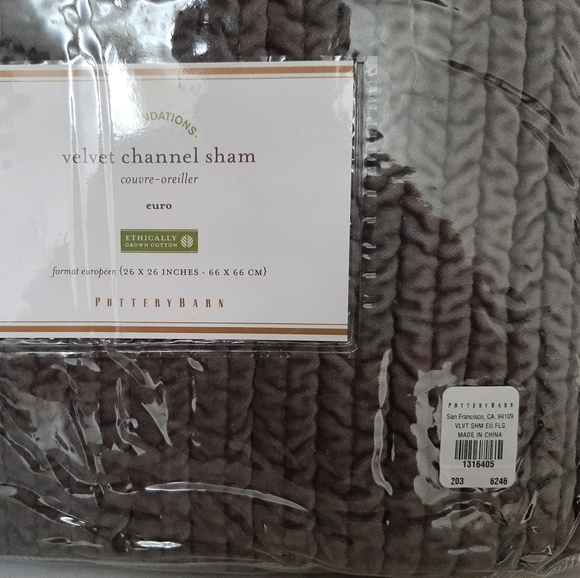 velvet channel sham
couvre-oreiller
euro
ETHICALLY
GROWN COTTON
format européen (26 X 26 INCHES · 66 X 66 CM)
POTTERYBARN
POTTERYBARN
San Francisco, CA. 94109
VLVT SHM EU FLG
MADE IN CHINA
1316405
203 6246